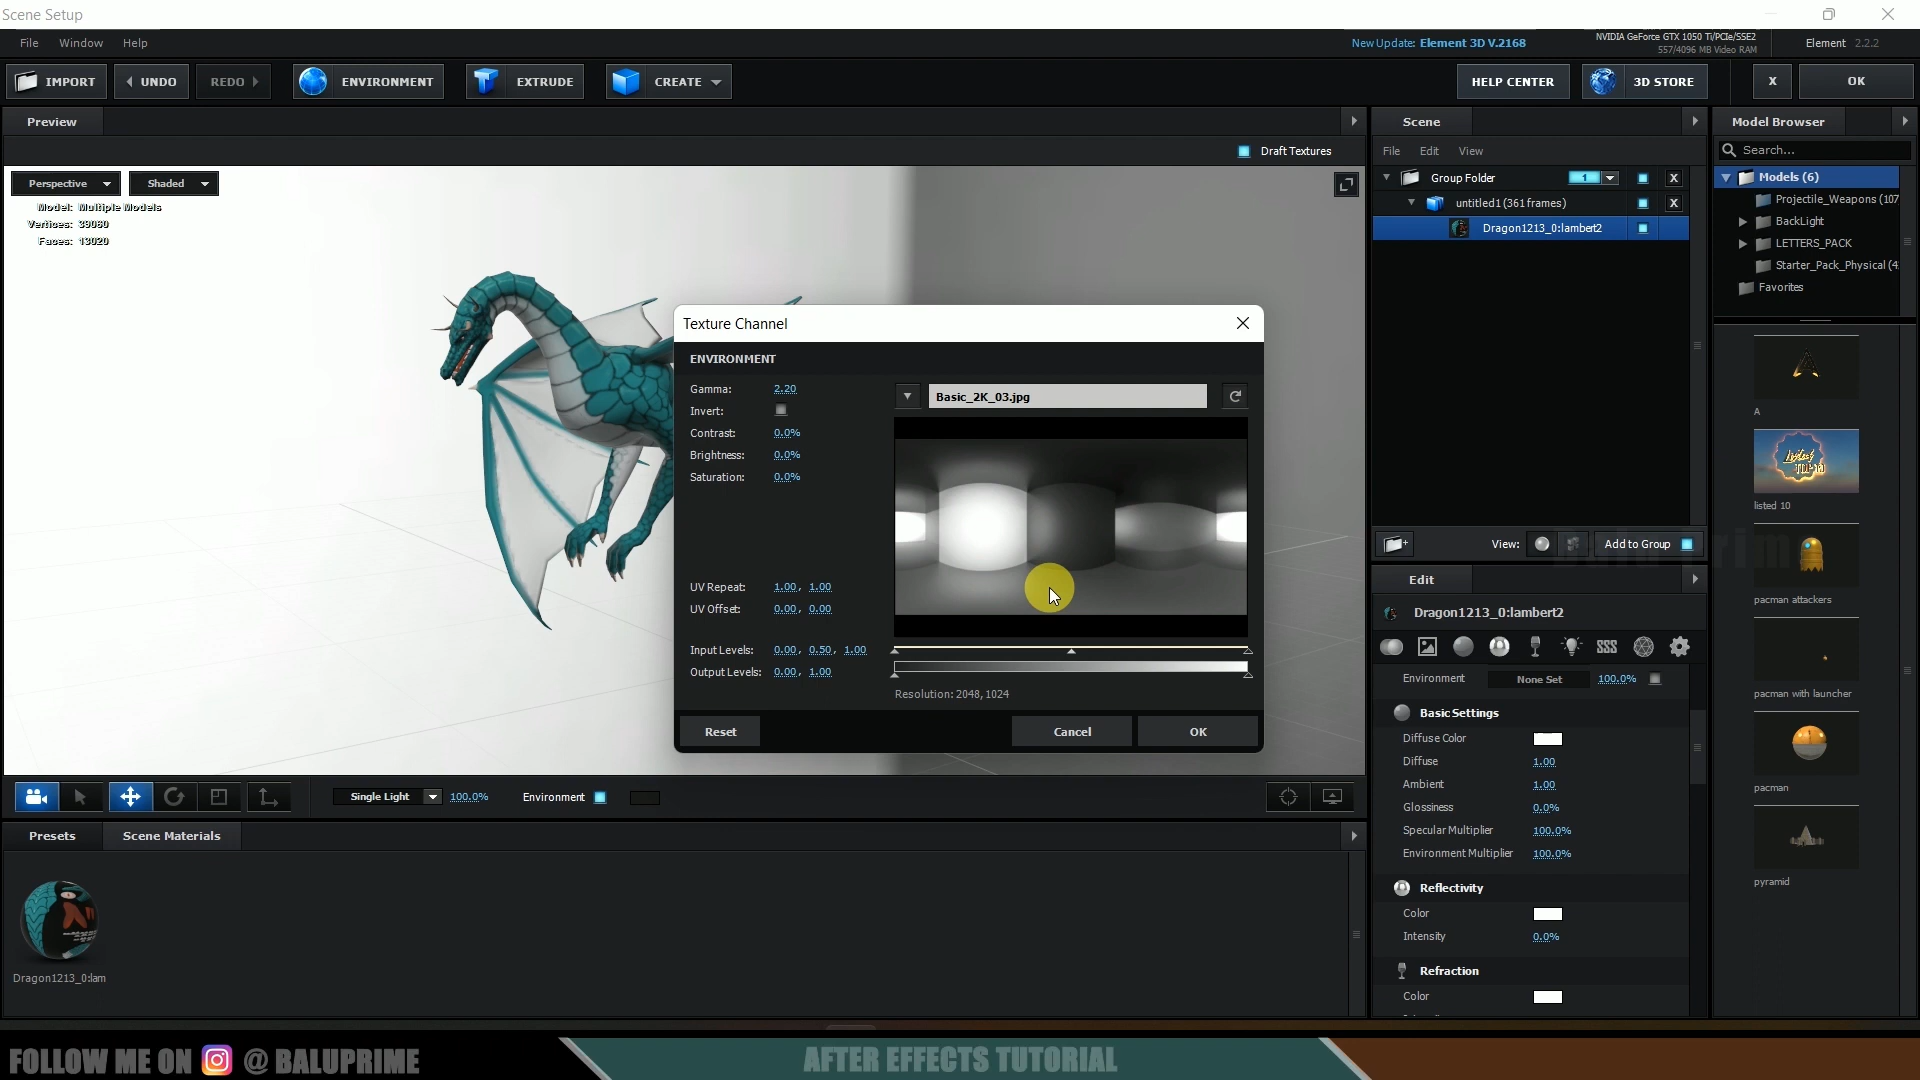 Scene Setup
File Window Help
New Update: Element 3D V.2168
NVIDIA GeForce GTX 1050 Ti/PCIe/SSE2
557/4096 MB Video RAM
Element 2.2.2
IMPORT UNDO REDO ENVIRONMENT EXTRUDE CREATE HELP CENTER 3D STORE X OK
Preview
Draft Textures
Perspective Shaded
Model: Multiple Models
Vertices: 39060
Faces: 13020
Texture Channel
ENVIRONMENT
Gamma: 2.20
Invert:
Contrast: 0.0%
Brightness: 0.0%
Saturation: 0.0%
UV Repeat: 1.00, 1.00
UV Offset: 0.00, 0.00
Input Levels: 0.00, 0.50, 1.00
Output Levels: 0.00, 1.00
Basic_2K_03.jpg
Resolution: 2048, 1024
Reset Cancel OK
Single Light 100.0% Environment
Presets Scene Materials
Dragon1213_0:lam
Scene
File Edit View
Group Folder 1 X
untitled1 (361 frames) X
Dragon1213_0:lambert2
View: Add to Group
Edit
Dragon1213_0:lambert2
Environment None Set 100.0%
Basic Settings
Diffuse Color
Diffuse 1.00
Ambient 1.00
Glossiness 0.0%
Specular Multiplier 100.0%
Environment Multiplier 100.0%
Reflectivity
Color
Intensity 0.0%
Refraction
Color
Model Browser
Search...
Models (6)
Projectile_Weapons (107
BackLight
LETTERS_PACK
Starter_Pack_Physical (4
Favorites
A
listed 10
pacman attackers
pacman with launcher
pacman
pyramid
FOLLOW ME ON @ BALUPRIME
AFTER EFFECTS TUTORIAL